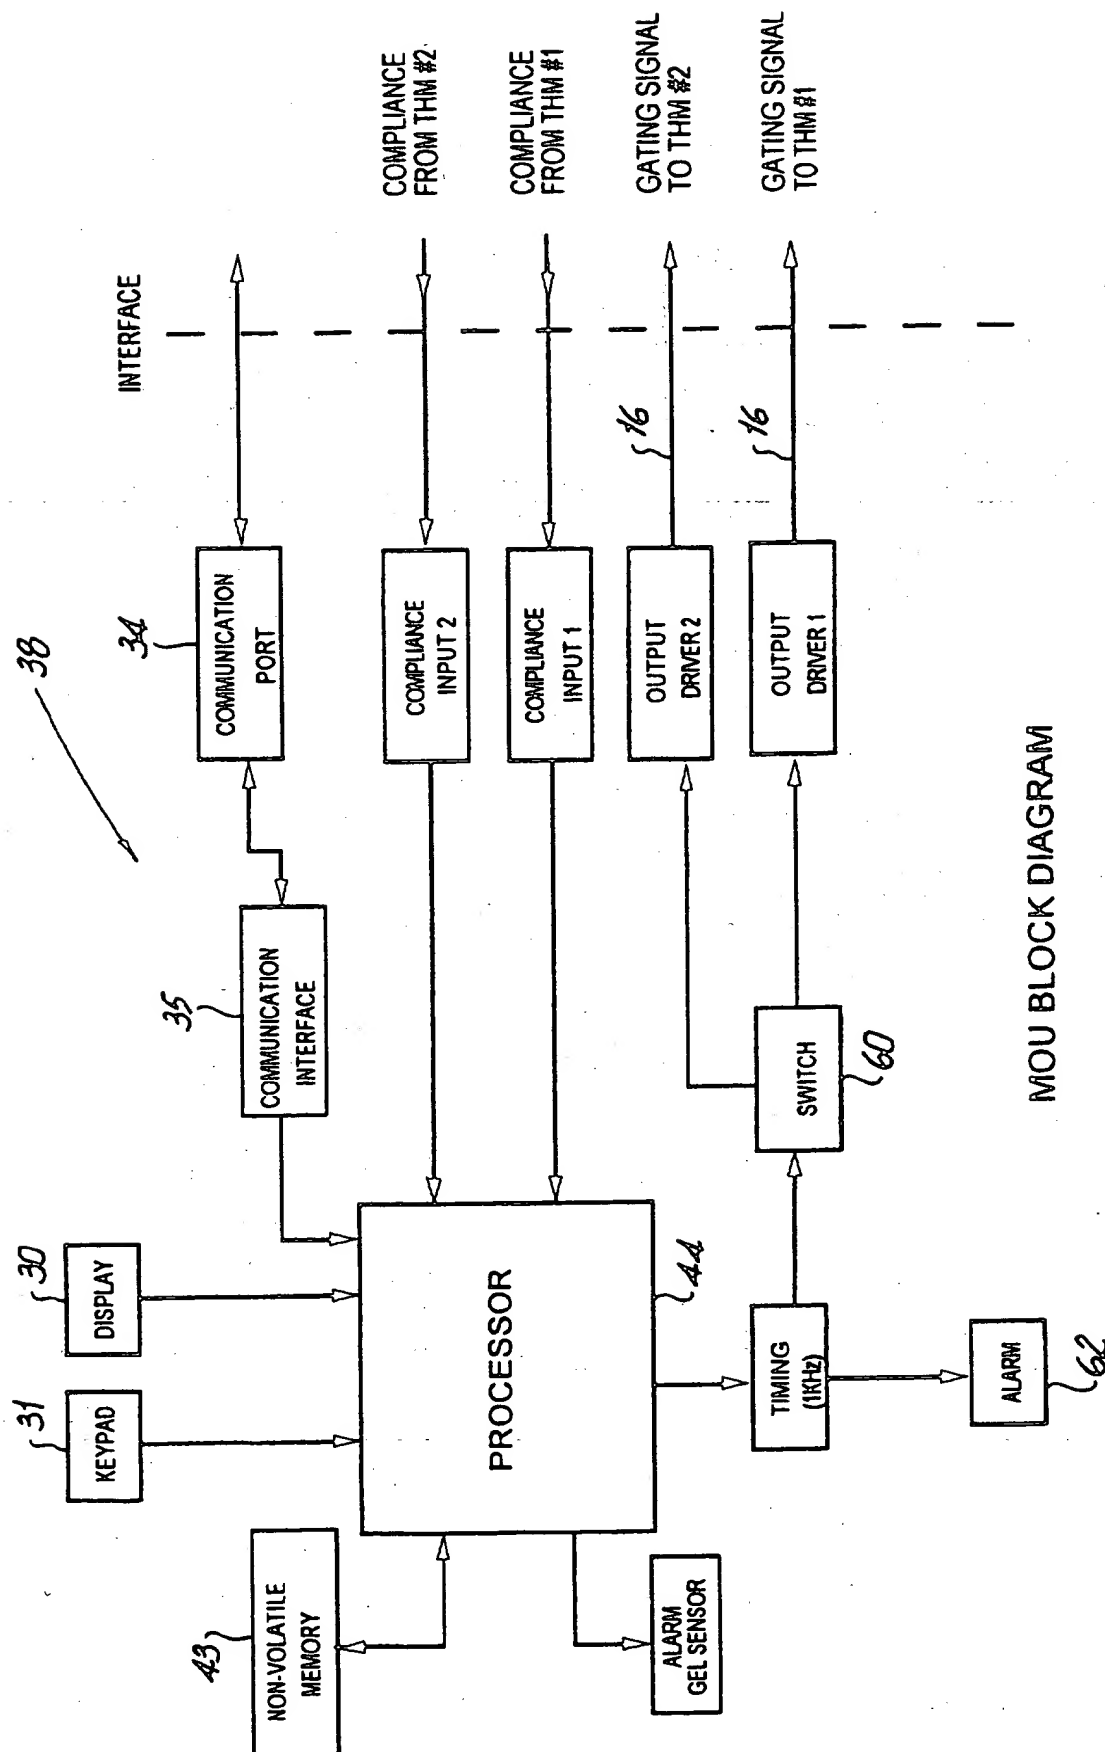 38
INTERFACE
34
COMMUNICATION
PORT
35
COMMUNICATION
INTERFACE
COMPLIANCE
FROM THM #2
COMPLIANCE
INPUT 2
COMPLIANCE
FROM THM #1
COMPLIANCE
INPUT 1
GATING SIGNAL
TO THM #2
16
OUTPUT
DRIVER 2
GATING SIGNAL
TO THM #1
16
OUTPUT
DRIVER 1
30
DISPLAY
31
KEYPAD
43
NON-VOLATILE
MEMORY
PROCESSOR
44
ALARM
GEL SENSOR
TIMING
(1KHz)
SWITCH
60
ALARM
62
MOU BLOCK DIAGRAM